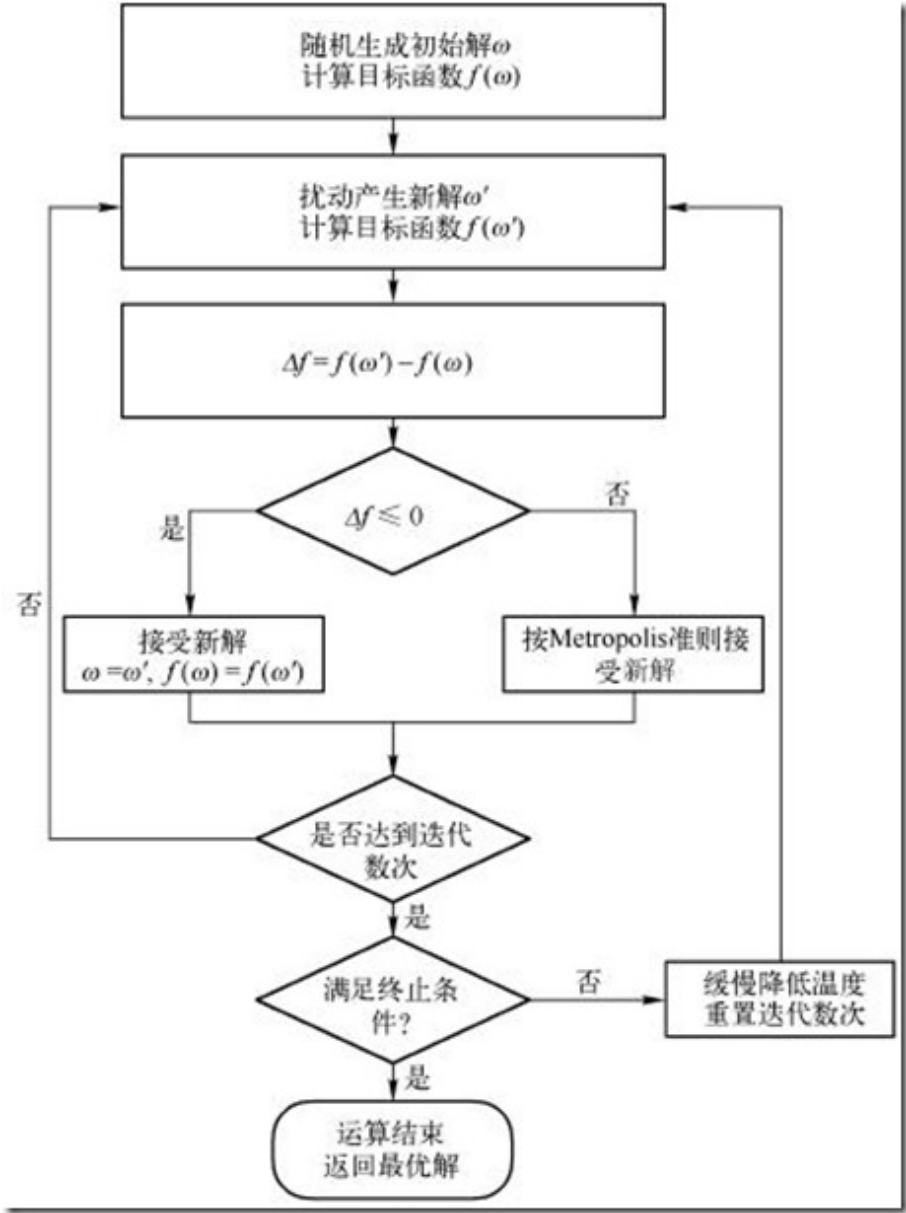 随机生成初始解ω
计算目标函数f(ω)
扰动产生新解ω′
计算目标函数f(ω′)
Δf=f(ω′)−f(ω)
Δf≤0
是
否
否
接受新解
ω=ω′, f(ω)=f(ω′)
按Metropolis准则接
受新解
是否达到迭代
数次
是
满足终止条
件?
否
缓慢降低温度
重置迭代数次
是
运算结束
返回最优解